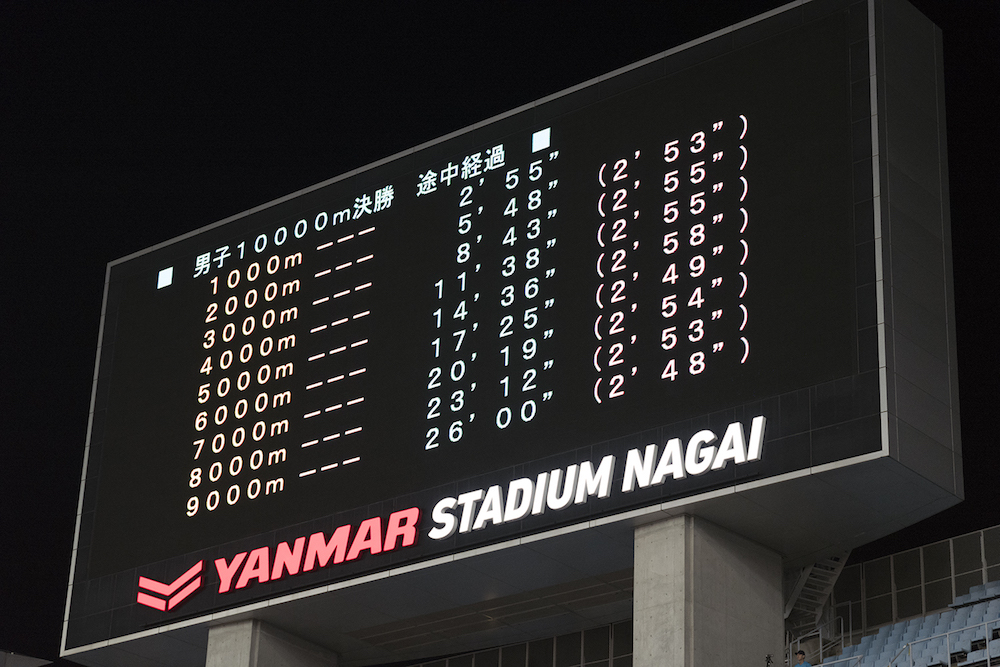 ■ 男子10000m決勝 途中経過 ■
1000m --- 2'55"
2000m --- 5'48" (2'53")
3000m --- 8'43" (2'55")
4000m --- 11'38" (2'55")
5000m --- 14'36" (2'58")
6000m --- 17'25" (2'49")
7000m --- 20'19" (2'54")
8000m --- 23'12" (2'53")
9000m --- 26'00" (2'48")
YANMAR STADIUM NAGAI